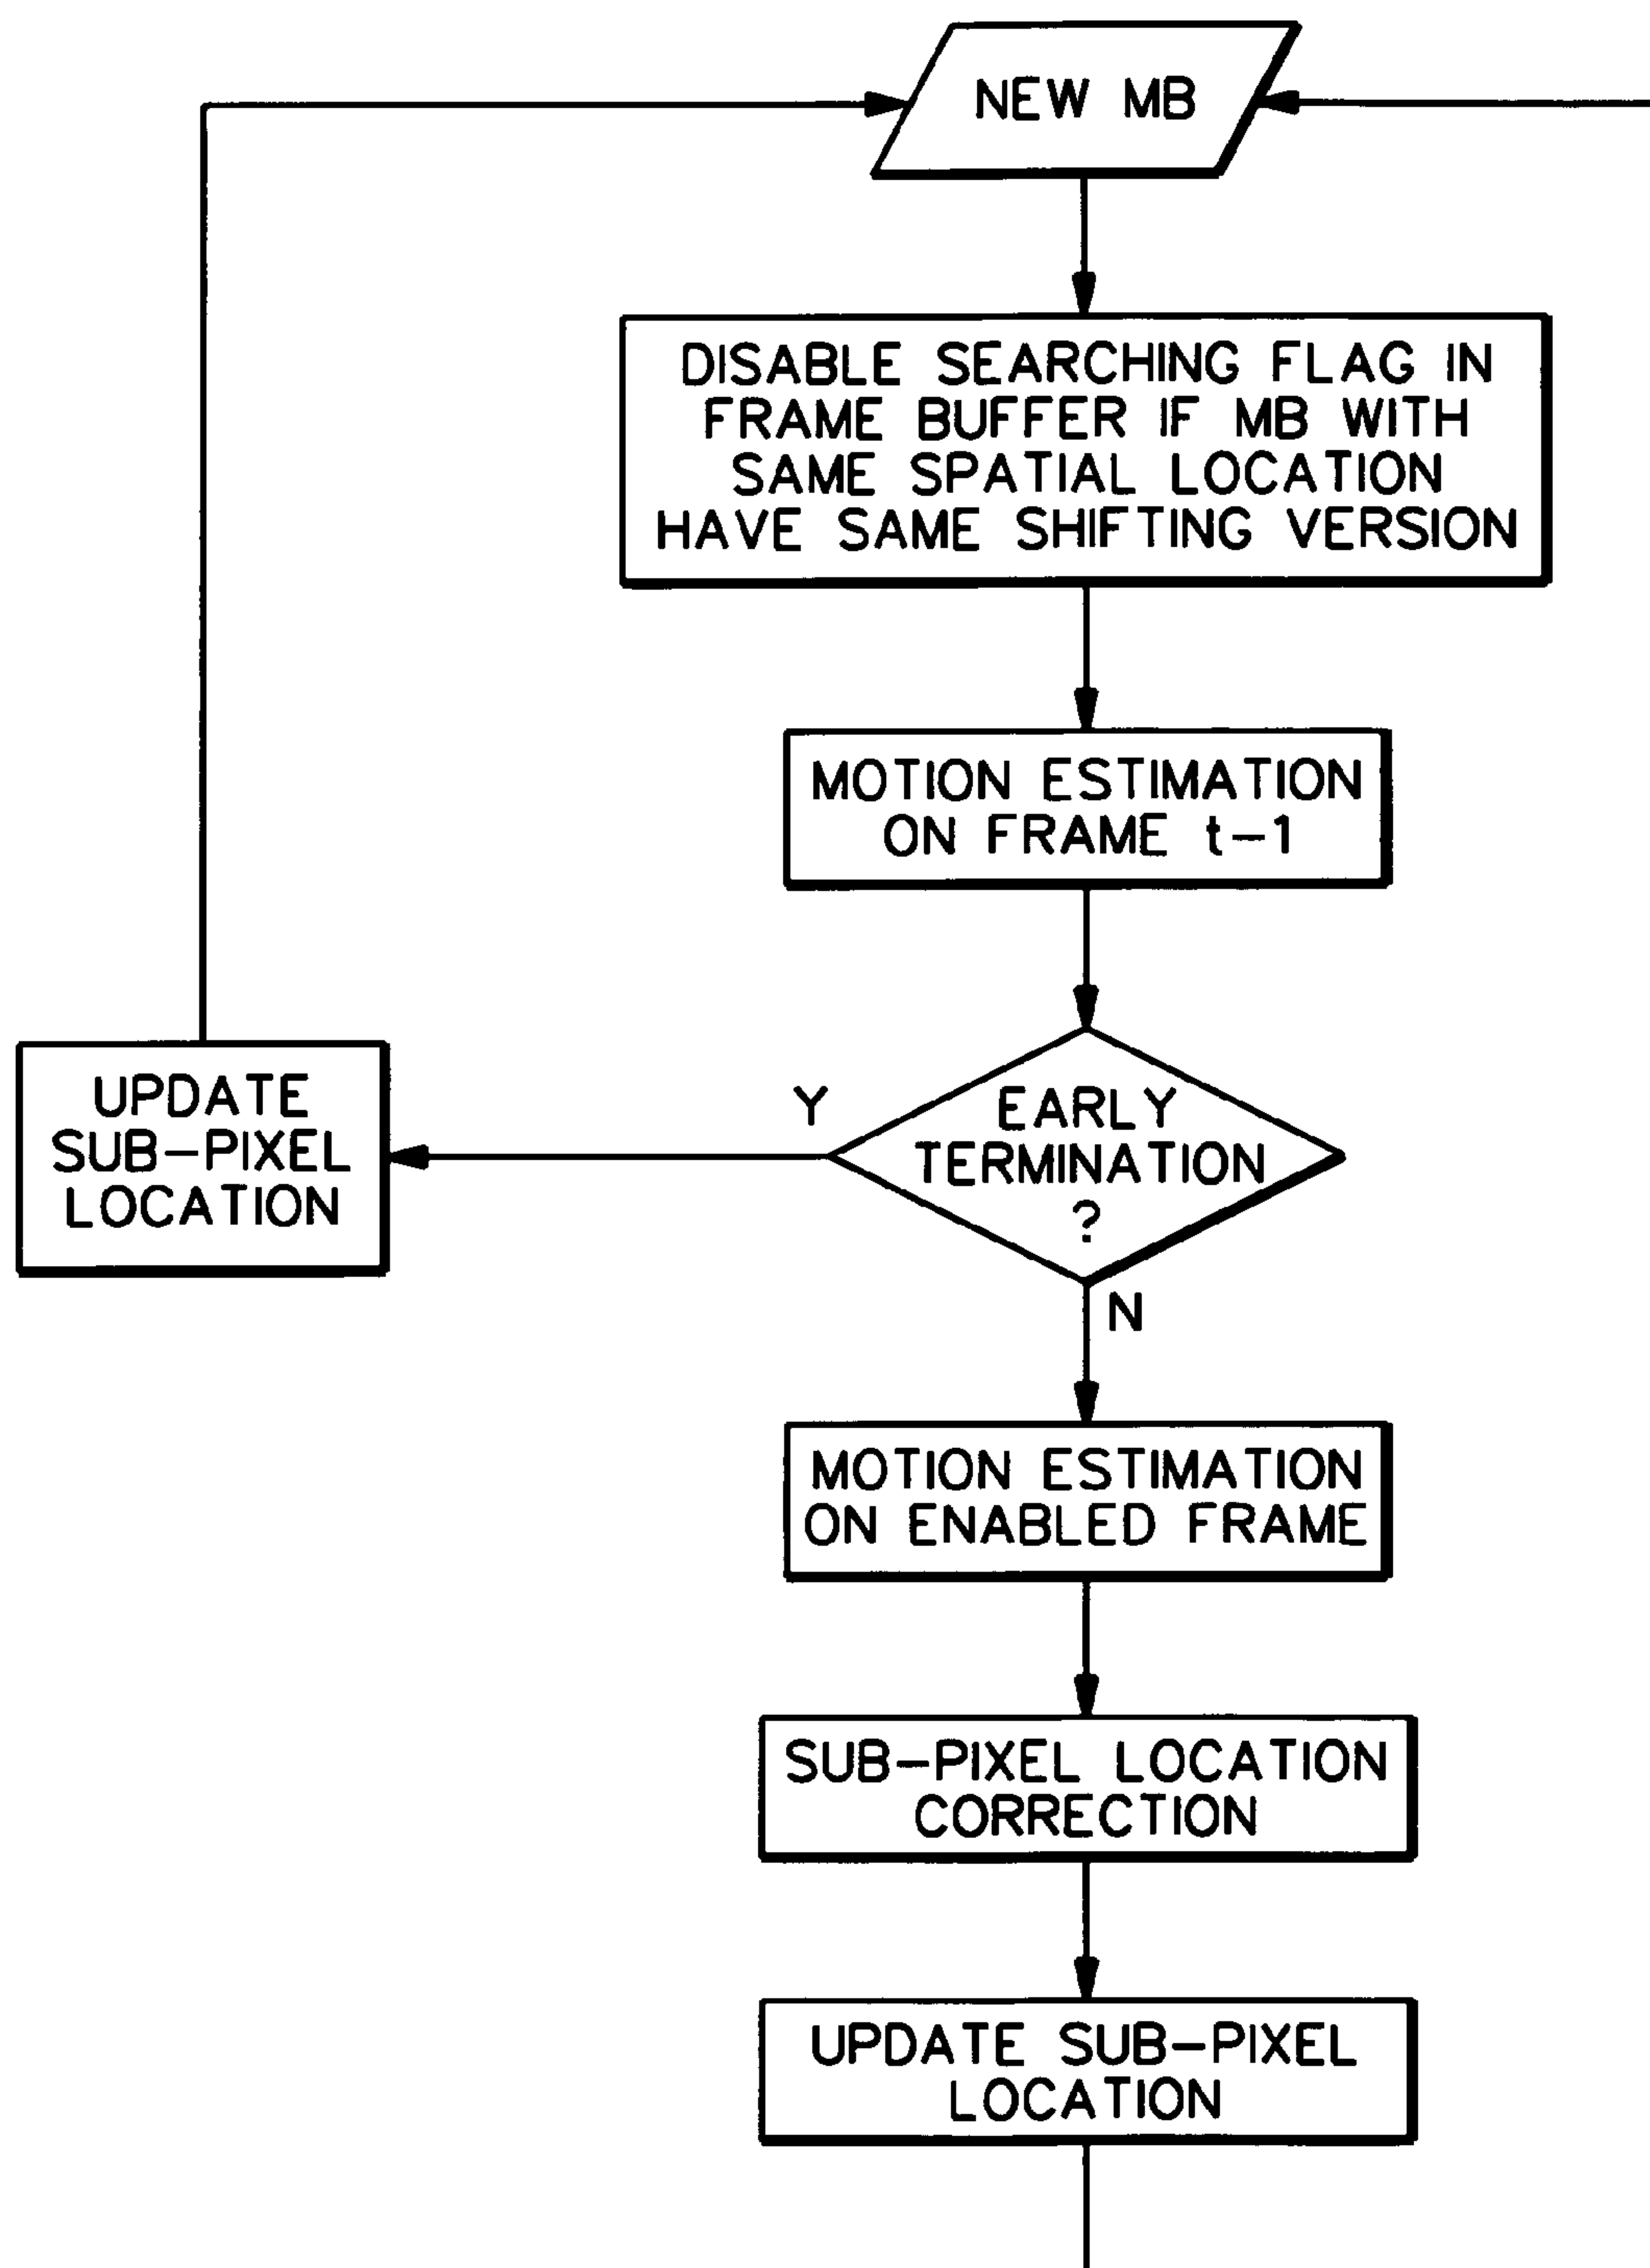 NEW MB
DISABLE SEARCHING FLAG IN
FRAME BUFFER IF MB WITH
SAME SPATIAL LOCATION
HAVE SAME SHIFTING VERSION
MOTION ESTIMATION
ON FRAME t-1
EARLY
TERMINATION
?
Y
UPDATE
SUB-PIXEL
LOCATION
N
MOTION ESTIMATION
ON ENABLED FRAME
SUB-PIXEL LOCATION
CORRECTION
UPDATE SUB-PIXEL
LOCATION